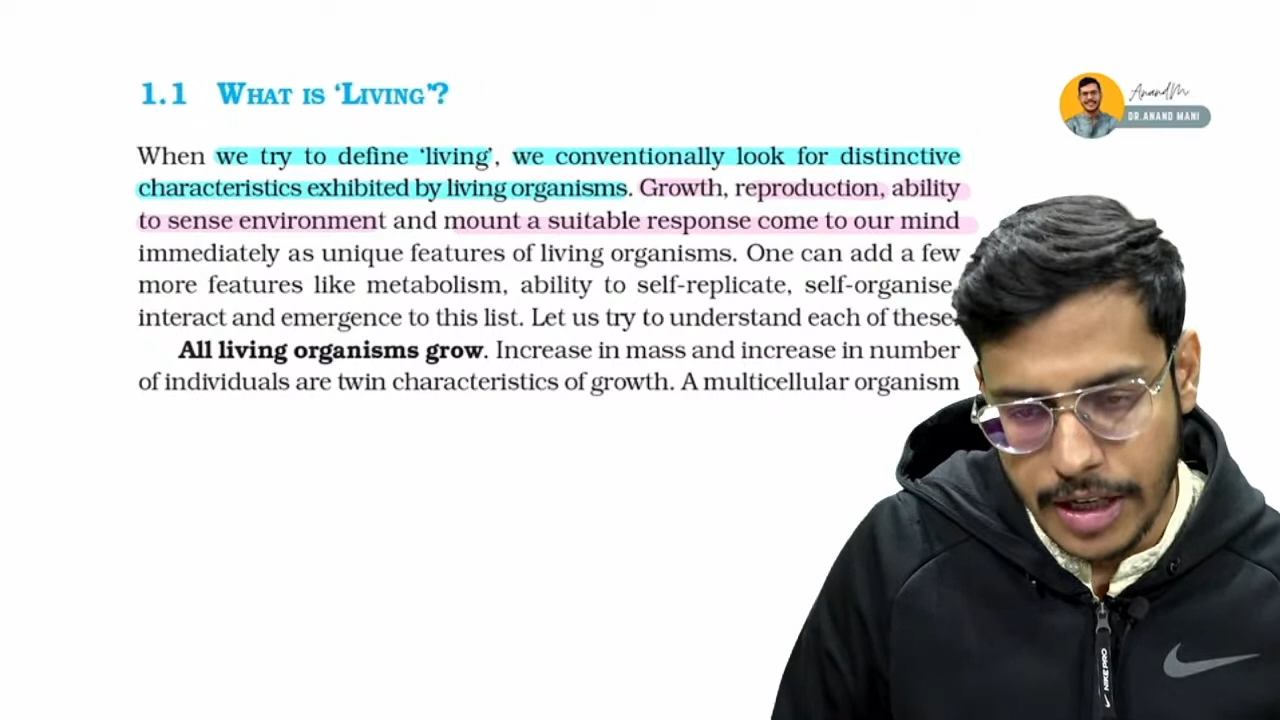 1.1 WHAT IS 'LIVING'?
AnandM
DR.ANAND MANI
When we try to define 'living', we conventionally look for distinctive
characteristics exhibited by living organisms. Growth, reproduction, ability
to sense environment and mount a suitable response come to our mind
immediately as unique features of living organisms. One can add a few
more features like metabolism, ability to self-replicate, self-organise,
interact and emergence to this list. Let us try to understand each of these.
All living organisms grow. Increase in mass and increase in number
of individuals are twin characteristics of growth. A multicellular organism
NIKE PRO